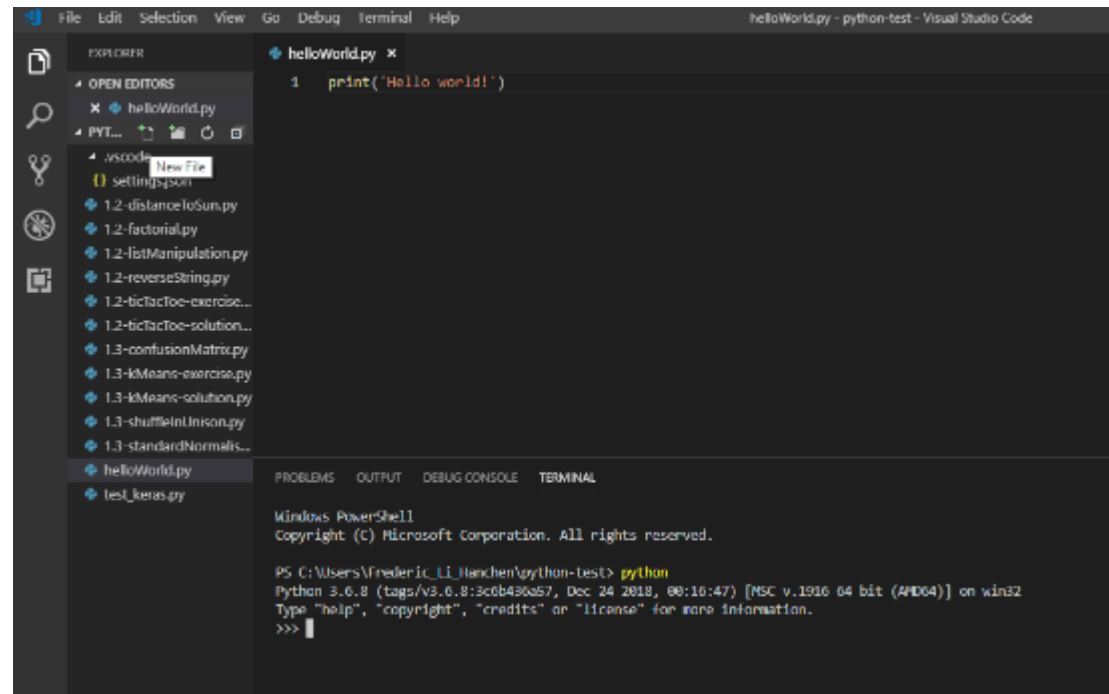 File Edit Selection View Go Debug Terminal Help
helloWorld.py - python-test - Visual Studio Code
EXPLORER
OPEN EDITORS
helloWorld.py
PYT...
New File
.vscode
{} settings.json
1.2-distanceToSun.py
1.2-factorial.py
1.2-listManipulation.py
1.2-reverseString.py
1.2-ticTacToe-exercise...
1.2-ticTacToe-solution...
1.3-confusionMatrix.py
1.3-kMeans-exercise.py
1.3-kMeans-solution.py
1.3-shuffleInUnison.py
1.3-standardNormalis...
helloWorld.py
test_keras.py
helloWorld.py
1 print('Hello world!')
PROBLEMS OUTPUT DEBUG CONSOLE TERMINAL
Windows PowerShell
Copyright (C) Microsoft Corporation. All rights reserved.
PS C:\Users\Frederic_Li_Hanchen\python-test> python
Python 3.6.8 (tags/v3.6.8:3c6b436a57, Dec 24 2018, 00:16:47) [MSC v.1916 64 bit (AMD64)] on win32
Type "help", "copyright", "credits" or "license" for more information.
>>>